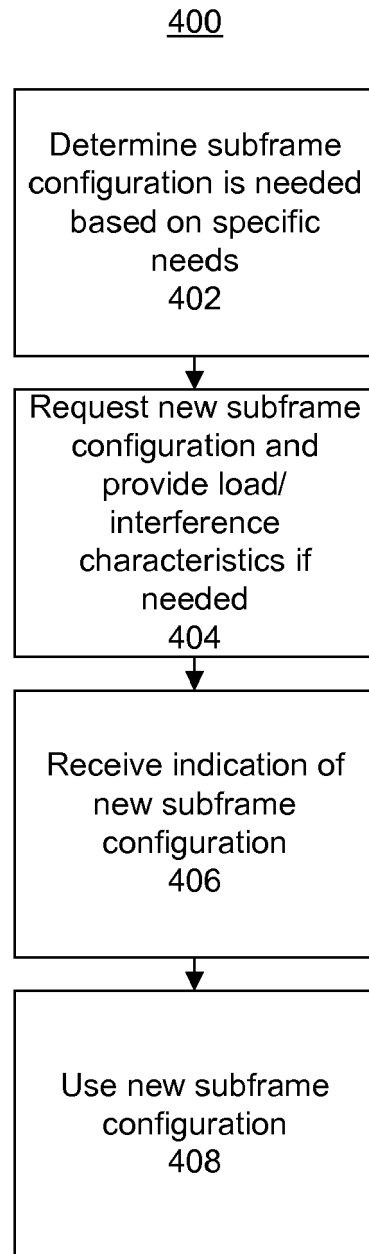 400
Determine subframe
configuration is needed
based on specific
needs
402
Request new subframe
configuration and
provide load/
interference
characteristics if
needed
404
Receive indication of
new subframe
configuration
406
Use new subframe
configuration
408